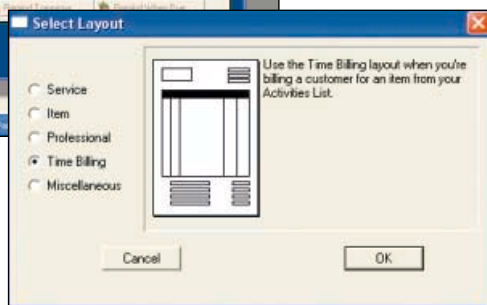 Select Layout
Service
Item
Professional
Time Billing
Miscellaneous
Use the Time Billing layout when you're
billing a customer for an item from your
Activities List.
Cancel
OK